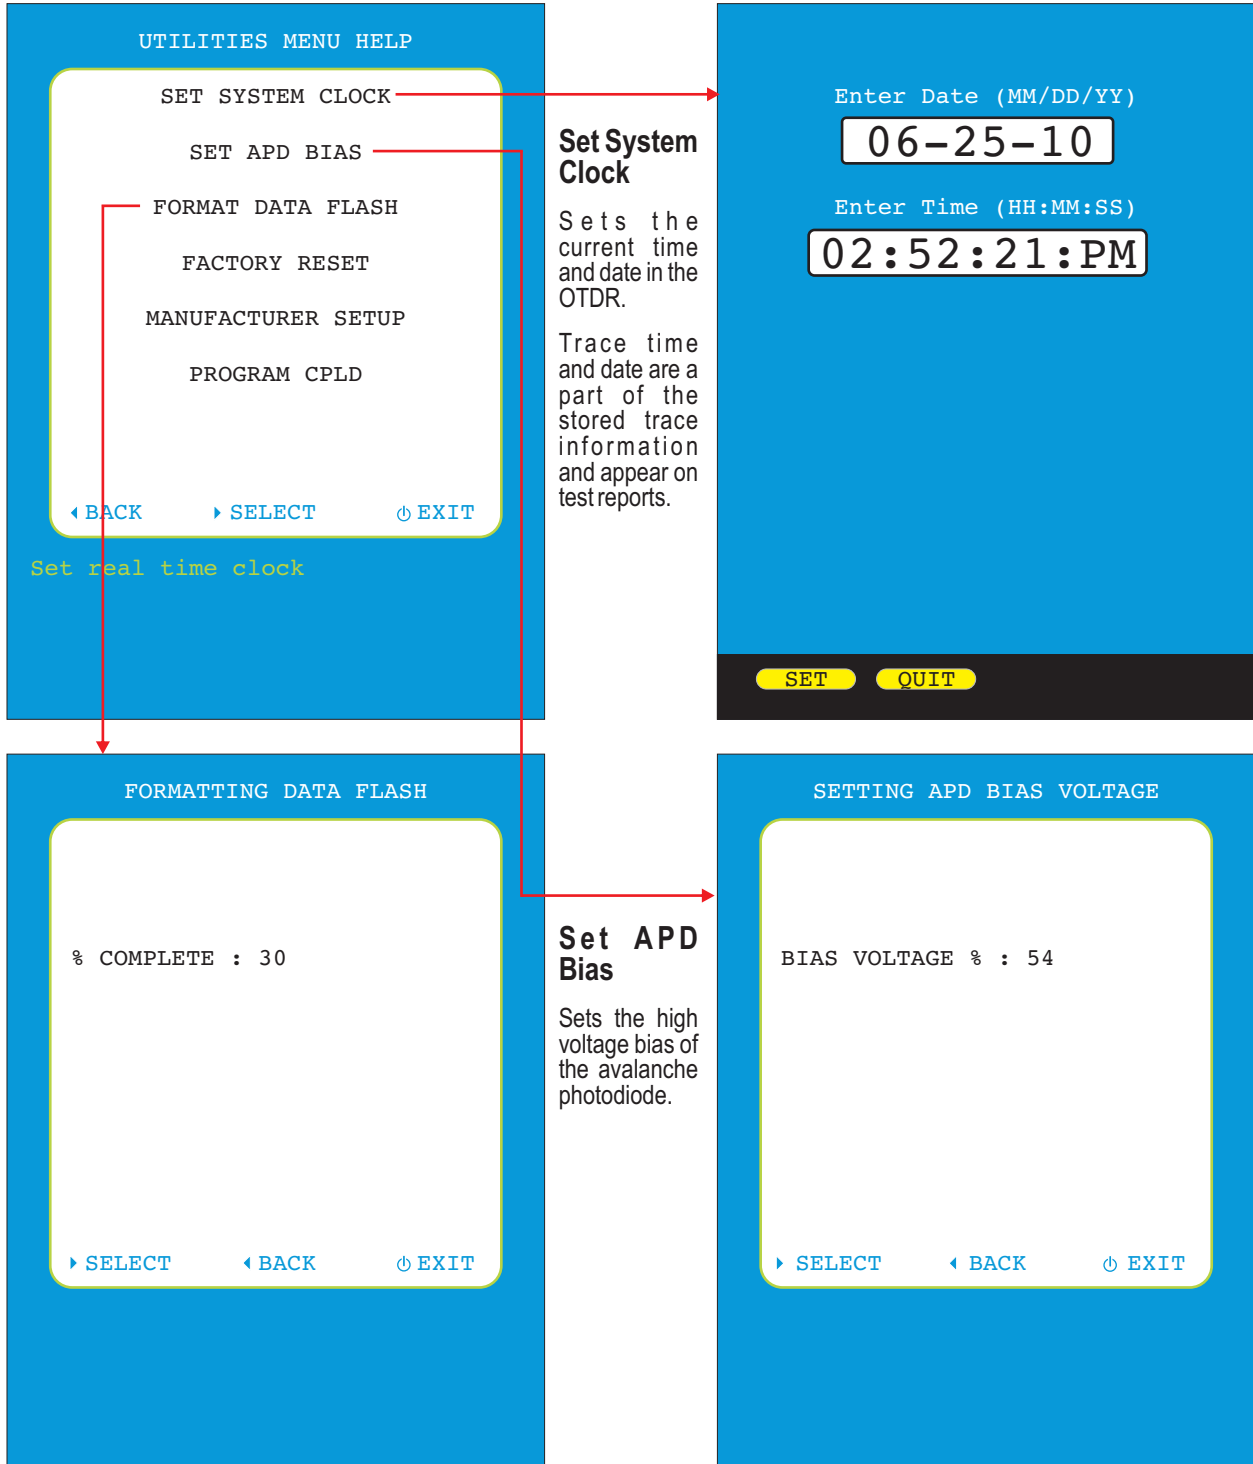 UTILITIES MENU HELP
SET SYSTEM CLOCK
SET APD BIAS
FORMAT DATA FLASH
FACTORY RESET
MANUFACTURER SETUP
PROGRAM CPLD
BACK SELECT EXIT
Set real time clock
Set System
Clock
Sets the
current time
and date in the
OTDR.
Trace time
and date are a
part of the
stored trace
information
and appear on
test reports.
Enter Date (MM/DD/YY)
06-25-10
Enter Time (HH:MM:SS)
02:52:21:PM
SET QUIT
FORMATTING DATA FLASH
% COMPLETE : 30
SELECT BACK EXIT
Set APD
Bias
Sets the high
voltage bias of
the avalanche
photodiode.
SETTING APD BIAS VOLTAGE
BIAS VOLTAGE % : 54
SELECT BACK EXIT